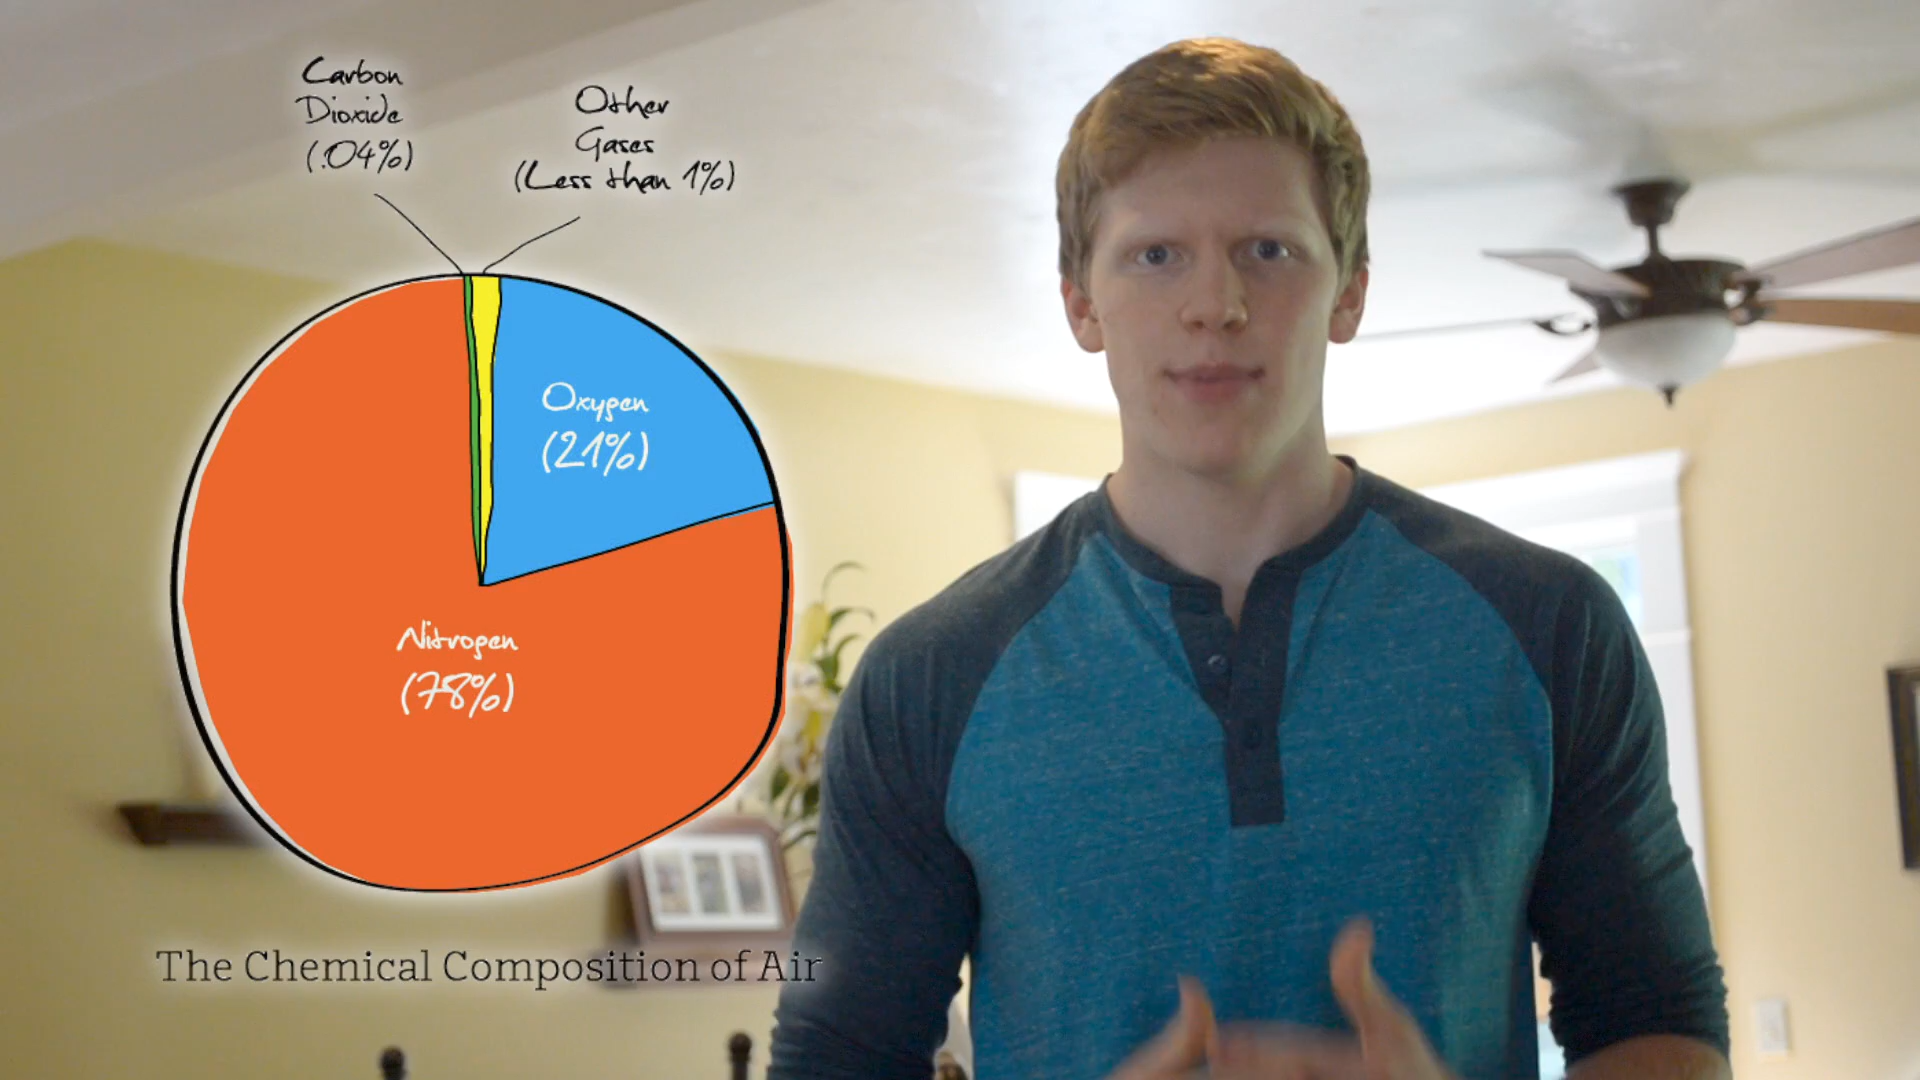 Carbon
Dioxide
(.04%)
Other
Gases
(Less than 1%)
Oxygen
(21%)
Nitrogen
(78%)
The Chemical Composition of Air